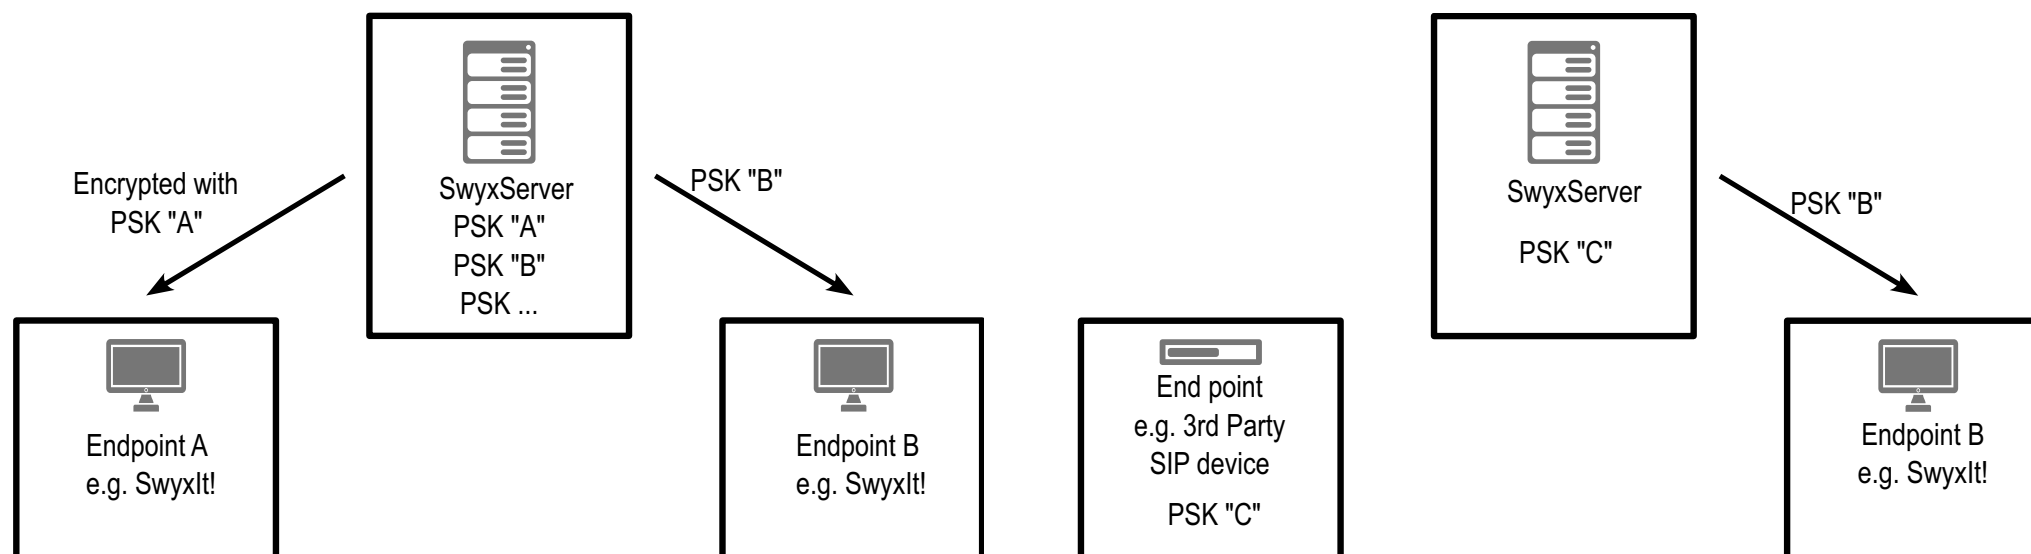 Encrypted with
PSK "A"
SwyxServer
PSK "A"
PSK "B"
PSK ...
PSK "B"
Endpoint A
e.g. SwyxIt!
Endpoint B
e.g. SwyxIt!
End point
e.g. 3rd Party
SIP device
PSK "C"
SwyxServer
PSK "C"
PSK "B"
Endpoint B
e.g. SwyxIt!